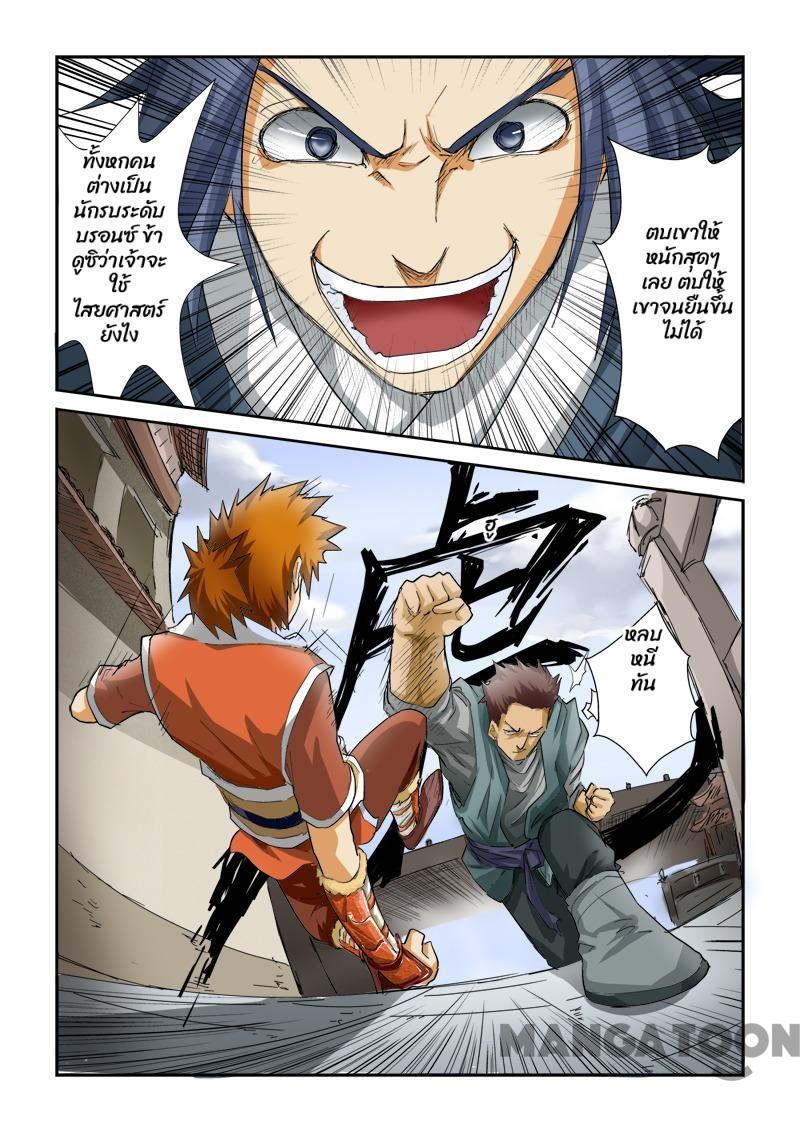 ทั้งหกคน
ต่างเป็น
นักรบระดับ
บรอนซ์ ข้า
ดูซิว่าเจ้าจะ
ใช้
ไสยศาสตร์
ยังไง
ตบเขาให้
หนักสุดๆ
เลย ตบให้
เขาจนยืนขึ้น
ไม่ได้
ฮู่
หลบ
หนี
ทัน
MANGATOON